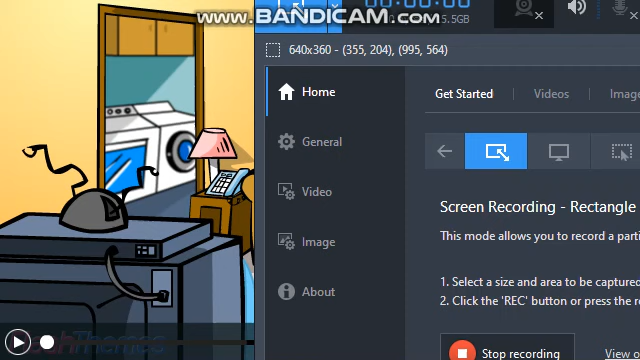 www.BANDICAM.com
5.5GB
640x360 - (355, 204), (995, 564)
Home
Get Started
Videos
Image
General
Video
Screen Recording - Rectangle
This mode allows you to record a parti
Image
1. Select a size and area to be captured
2. Click the 'REC' button or press the
About
Stop recording
View o